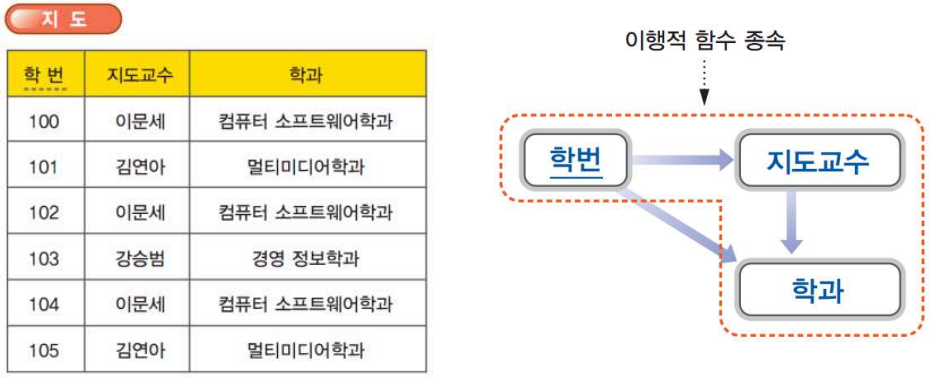 지 도
학 번 지도교수 학과
100 이문세 컴퓨터 소프트웨어학과
101 김연아 멀티미디어학과
102 이문세 컴퓨터 소프트웨어학과
103 강승범 경영 정보학과
104 이문세 컴퓨터 소프트웨어학과
105 김연아 멀티미디어학과
이행적 함수 종속
학번
지도교수
학과